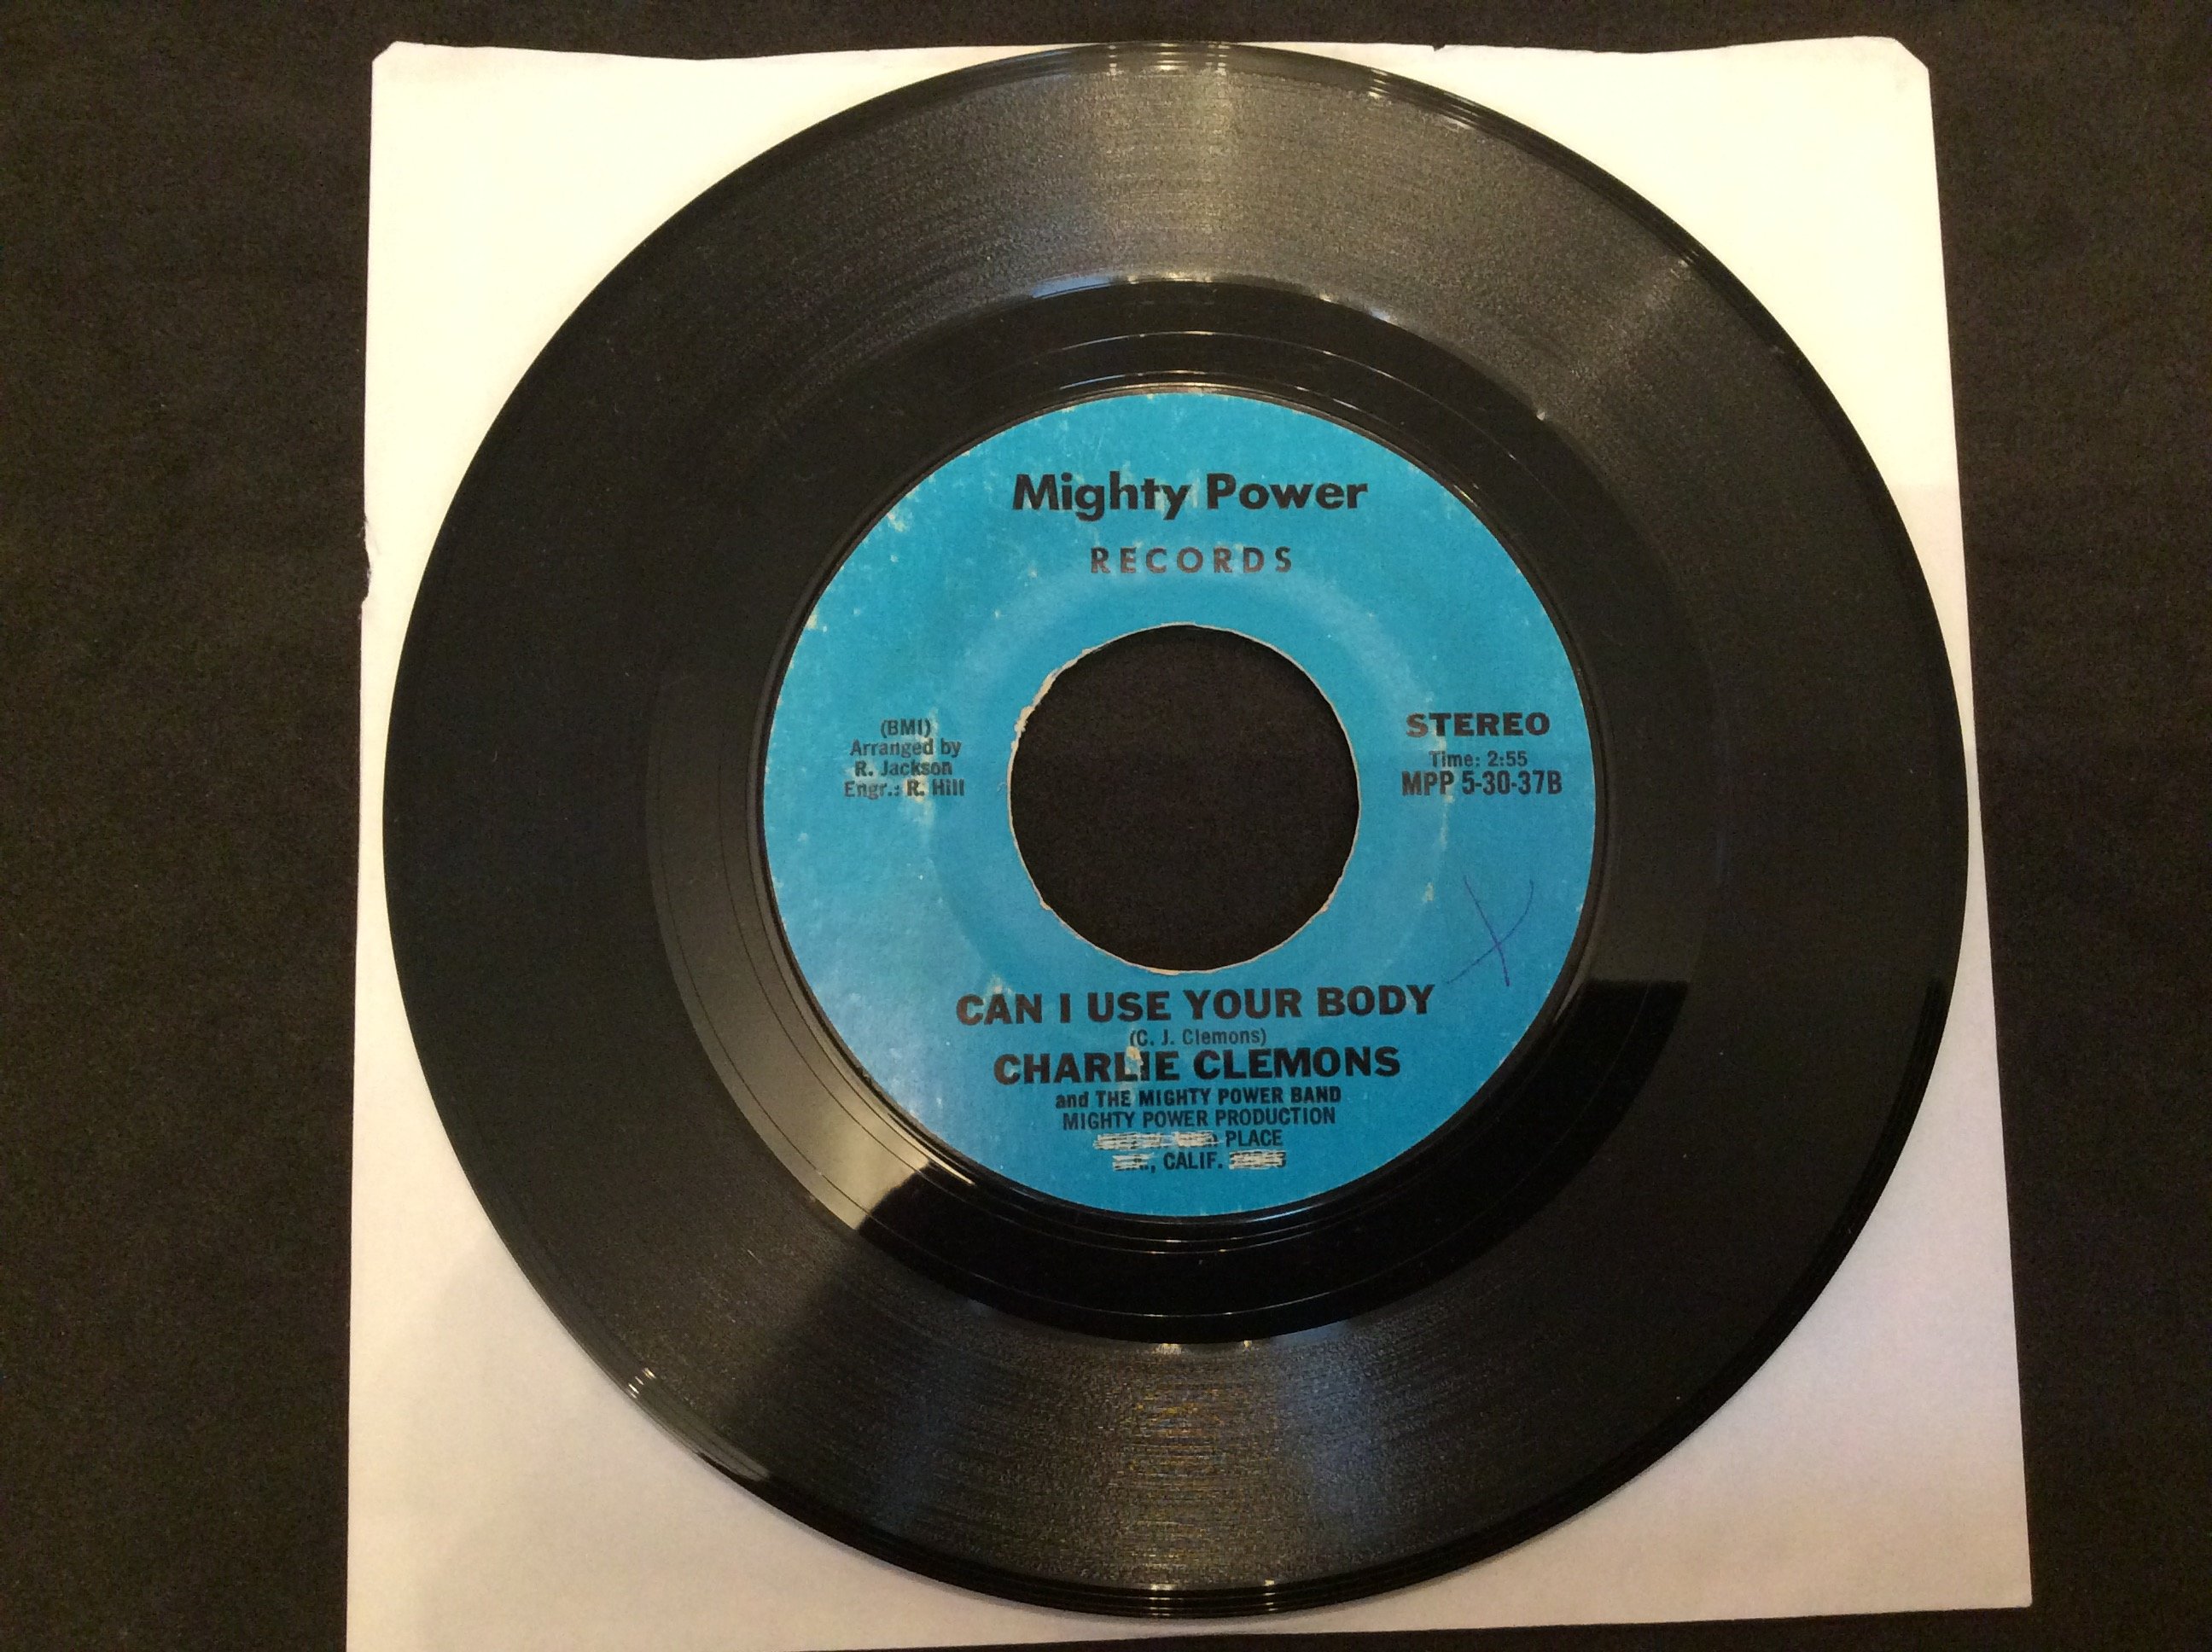 Mighty Power
RECORDS
(BMI)
Arranged by
R. Jackson
Engr.: R. Hill
STEREO
Time: 2:55
MPP 5-30-37B
CAN I USE YOUR BODY
(C. J. Clemons)
CHARLIE CLEMONS
and THE MIGHTY POWER BAND
MIGHTY POWER PRODUCTION
PLACE
, CALIF.